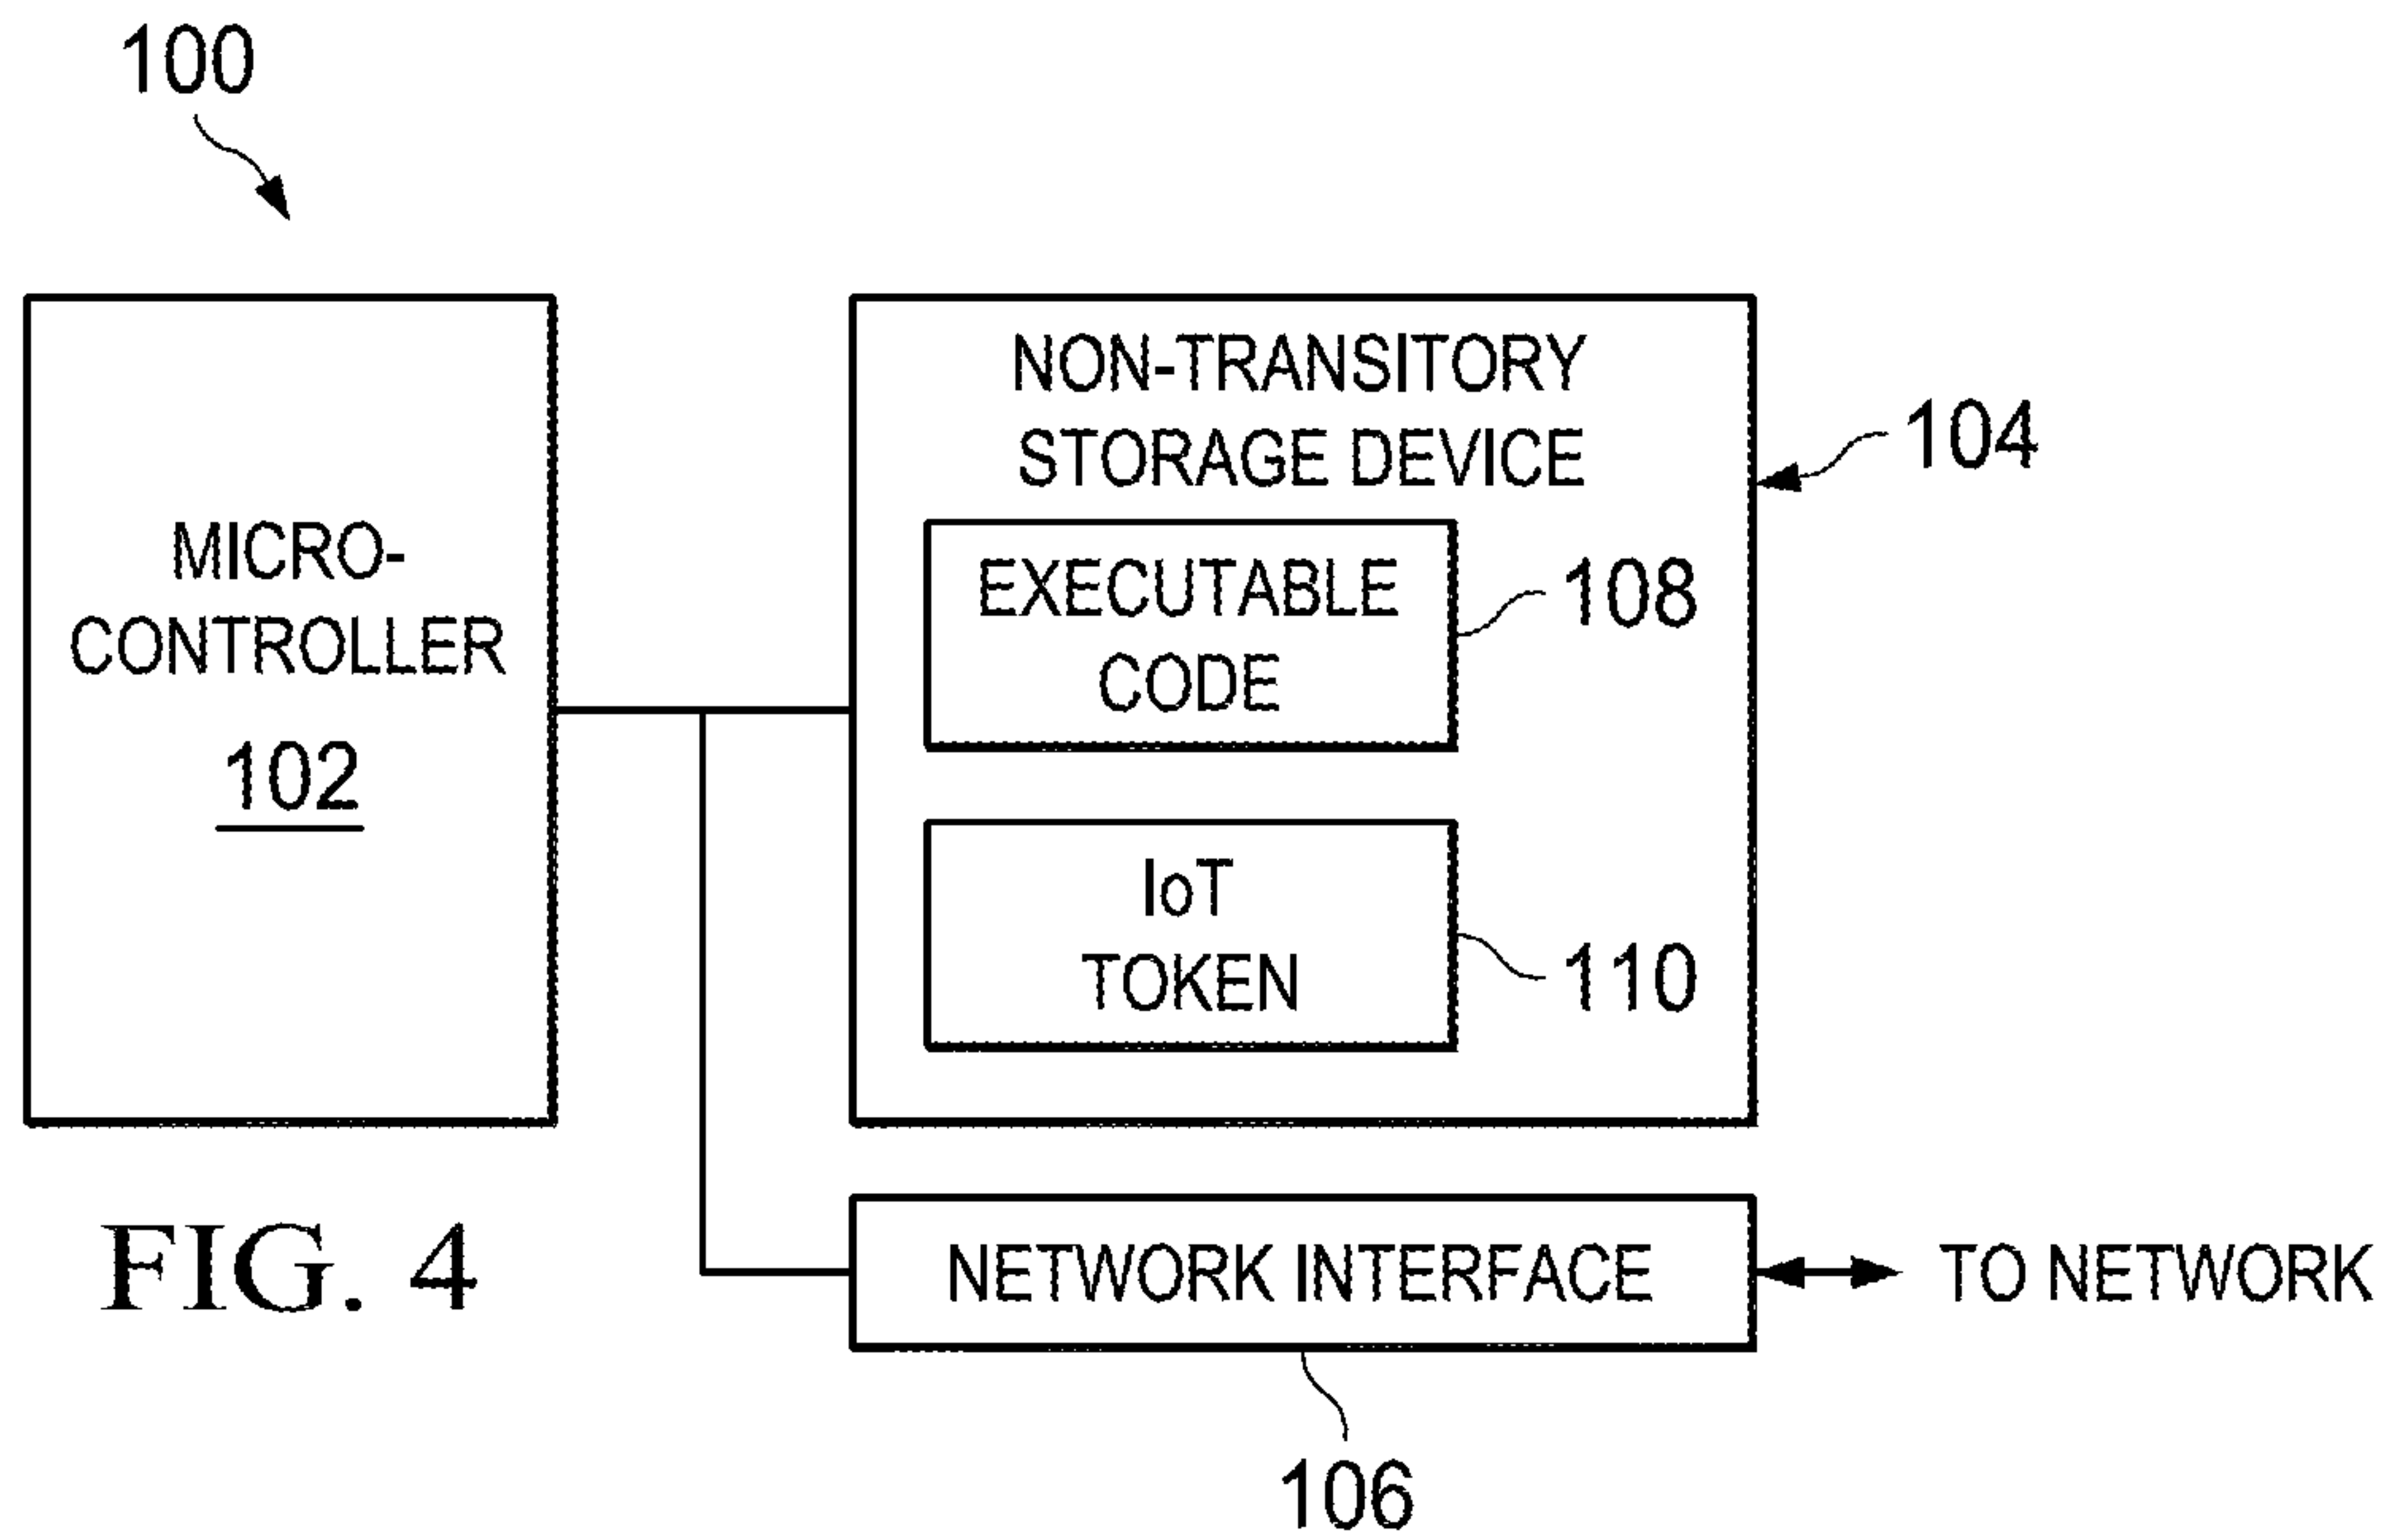 100
NON-TRANSITORY
STORAGE DEVICE
104
MICRO-
CONTROLLER
102
EXECUTABLE
CODE
108
IoT
TOKEN
110
NETWORK INTERFACE
TO NETWORK
106
FIG. 4